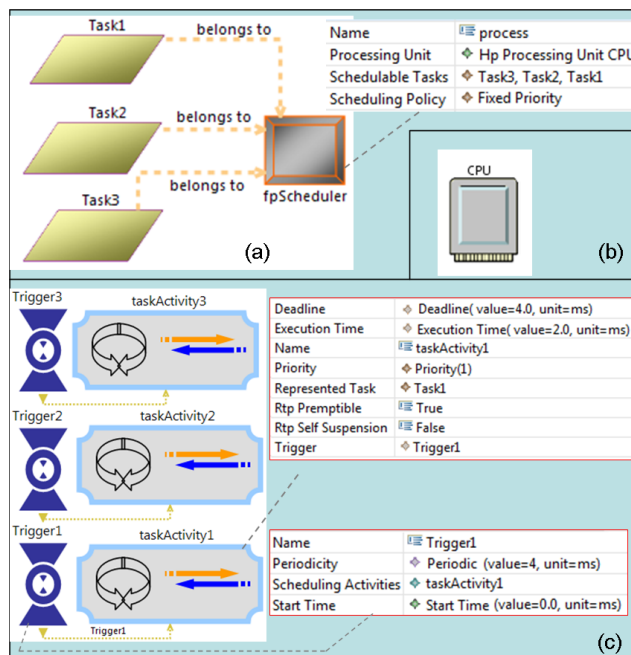 Task1
belongs to
Task2
belongs to
belongs to
Task3
fpScheduler
(a)
Name process
Processing Unit Hp Processing Unit CPU
Schedulable Tasks Task3, Task2, Task1
Scheduling Policy Fixed Priority
CPU
(b)
Trigger3
taskActivity3
Trigger2
taskActivity2
Trigger1
taskActivity1
Trigger1
Deadline Deadline( value=4.0, unit=ms)
Execution Time Execution Time( value=2.0, unit=ms)
Name taskActivity1
Priority Priority(1)
Represented Task Task1
Rtp Premptible True
Rtp Self Suspension False
Trigger Trigger1
Name Trigger1
Periodicity Periodic (value=4, unit=ms)
Scheduling Activities taskActivity1
Start Time Start Time (value=0.0, unit=ms)
(c)